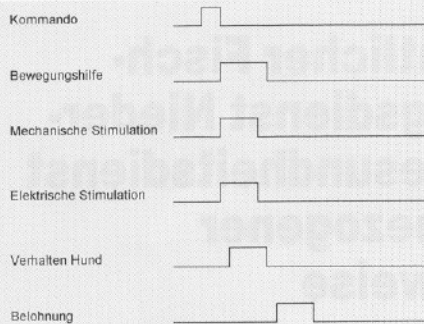 Kommando
Bewegungshilfe
Mechanische Stimulation
Elektrische Stimulation
Verhalten Hund
Belohnung